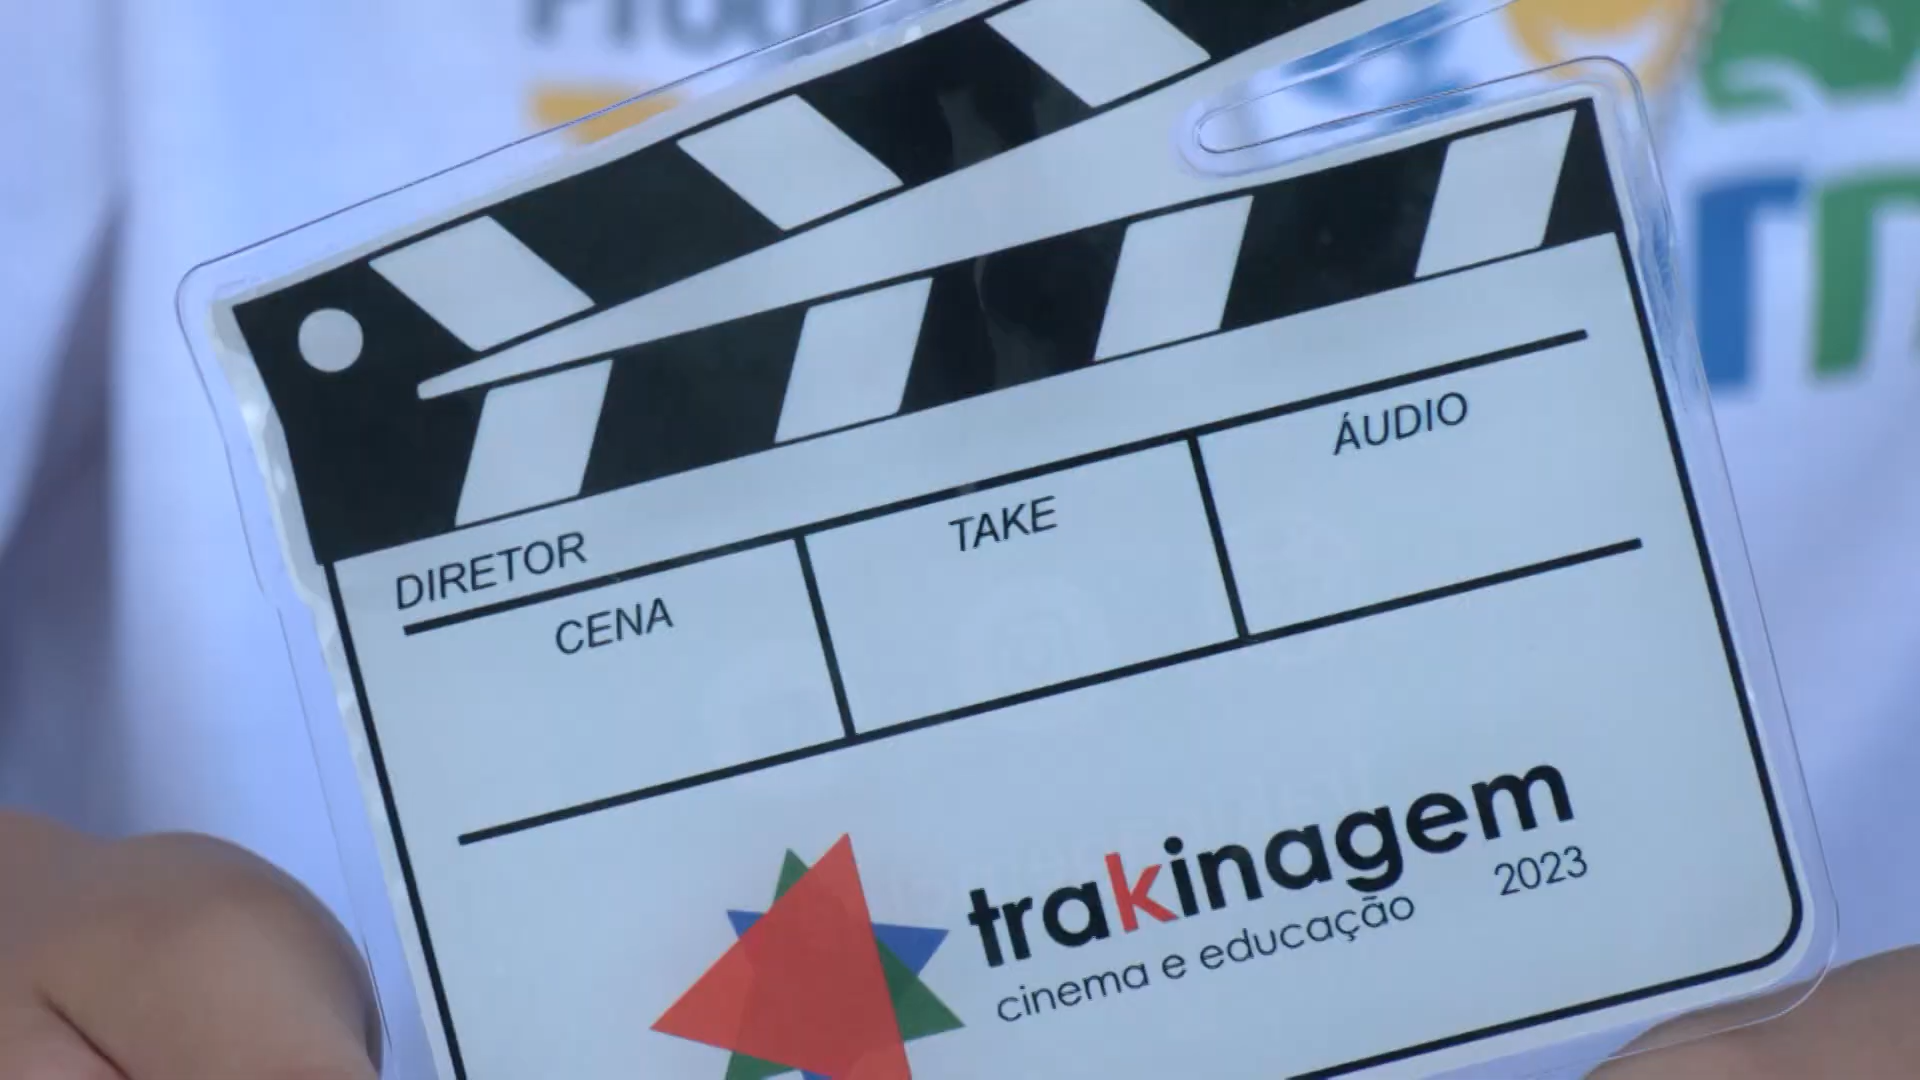 DIRETOR
CENA
TAKE
ÁUDIO
trakinagem
cinema e educação
2023